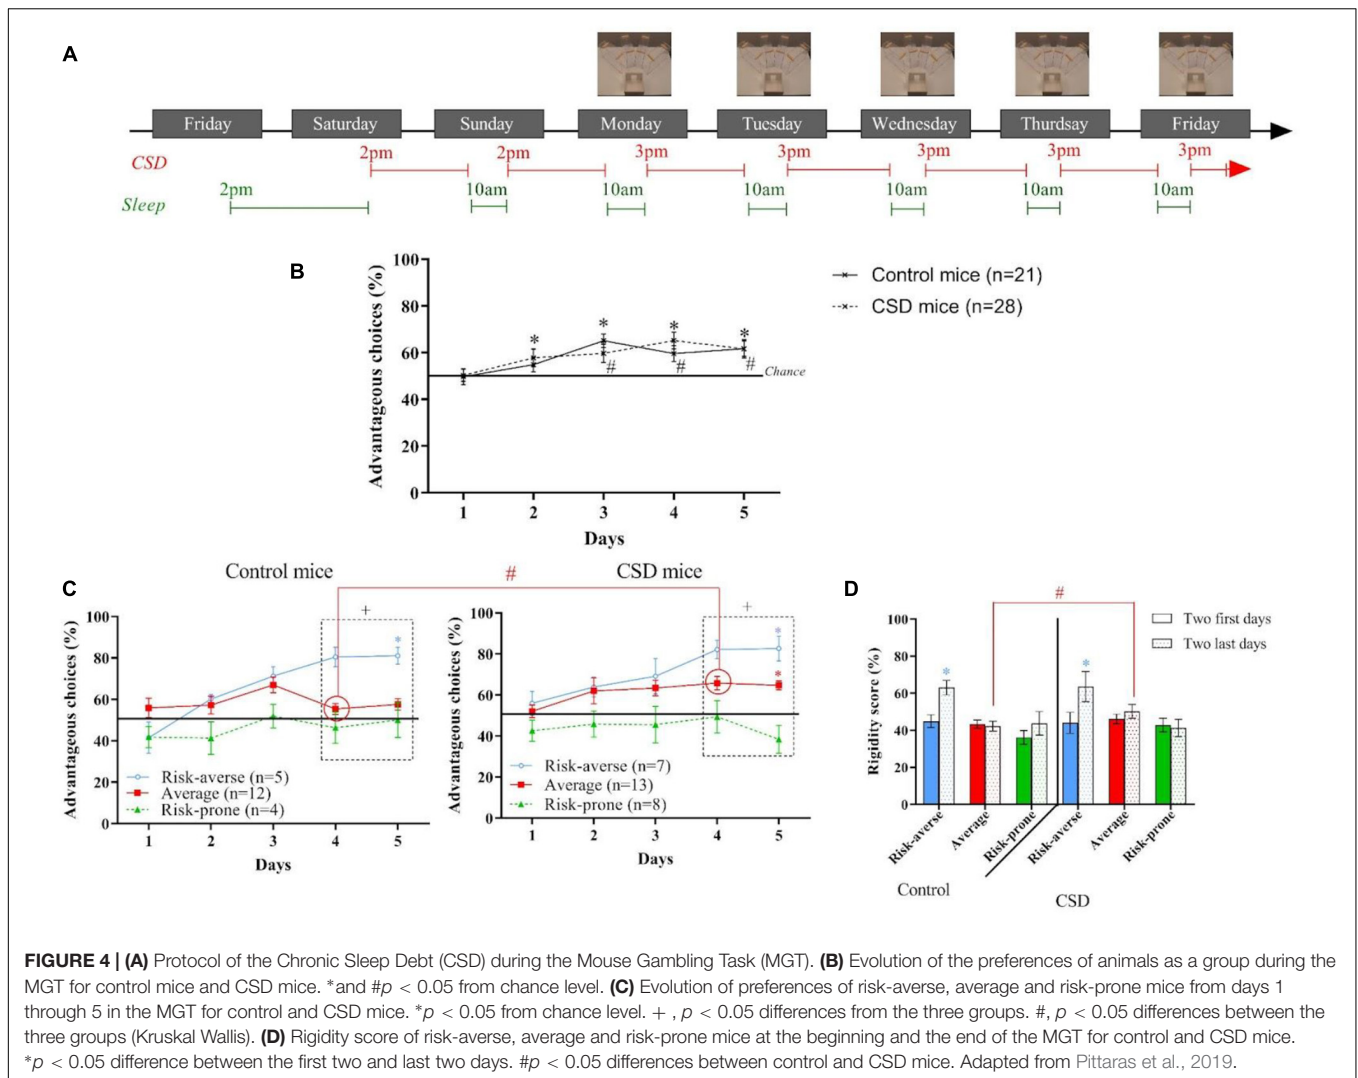 A
Friday Saturday Sunday Monday Tuesday Wednesday Thurdsay Friday
CSD 2pm 2pm 3pm 3pm 3pm 3pm 3pm
2pm 10am 10am 10am 10am 10am 10am
Sleep
B
Advantageous choices (%)
100
80
60
40
20
0
* * * *
# # #
Chance
1 2 3 4 5
Days
Control mice (n=21)
CSD mice (n=28)
C
Control mice # CSD mice
Advantageous choices (%)
100
80
60
40
20
0
+
*
Risk-averse (n=5)
Average (n=12)
Risk-prone (n=4)
1 2 3 4 5
Days
Advantageous choices (%)
100
80
60
40
20
0
+
*
*
Risk-averse (n=7)
Average (n=13)
Risk-prone (n=8)
1 2 3 4 5
Days
D
#
Two first days
Two last days
Rigidity score (%)
100
80
60
40
20
0
* *
Risk-averse Average Risk-prone Risk-averse Average Risk-prone
Control CSD
FIGURE 4 | (A) Protocol of the Chronic Sleep Debt (CSD) during the Mouse Gambling Task (MGT). (B) Evolution of the preferences of animals as a group during the
MGT for control mice and CSD mice. *and #p < 0.05 from chance level. (C) Evolution of preferences of risk-averse, average and risk-prone mice from days 1
through 5 in the MGT for control and CSD mice. *p < 0.05 from chance level. + , p < 0.05 differences from the three groups. #, p < 0.05 differences between the
three groups (Kruskal Wallis). (D) Rigidity score of risk-averse, average and risk-prone mice at the beginning and the end of the MGT for control and CSD mice.
*p < 0.05 difference between the first two and last two days. #p < 0.05 differences between control and CSD mice. Adapted from Pittaras et al., 2019.